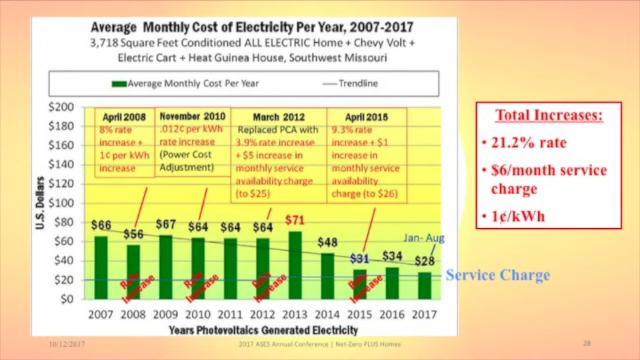 Average Monthly Cost of Electricity Per Year, 2007-2017
3,718 Square Feet Conditioned ALL ELECTRIC Home + Chevy Volt +
Electric Cart + Heat Guinea House, Southwest Missouri
Average Monthly Cost Per Year
Trendline
$200
$180
$160
$140
$120
$100
$80
$60
$40
$20
$0
U.S. Dollars
April 2008
8% rate
increase +
1¢ per kWh
increase
November 2010
.012¢ per kWh
rate increase
(Power Cost
Adjustment)
March 2012
Replaced PCA with
3.9% rate increase
+ $5 increase in
monthly service
availability charge
(to $25)
April 2015
9.3% rate
increase + $1
increase in
monthly service
availability
charge (to $26)
$66
$56
$67
$64
$64
$64
$71
$48
$31
$34
$28
Jan- Aug
Rate
Increase
Rate
Increase
Rate
Increase
Rate
Increase
Service Charge
2007 2008 2009 2010 2011 2012 2013 2014 2015 2016 2017
Years Photovoltaics Generated Electricity
Total Increases:
• 21.2% rate
• $6/month service
charge
• 1¢/kWh
10/12/2017
2017 ASES Annual Conference | Net-Zero PLUS Homes
28